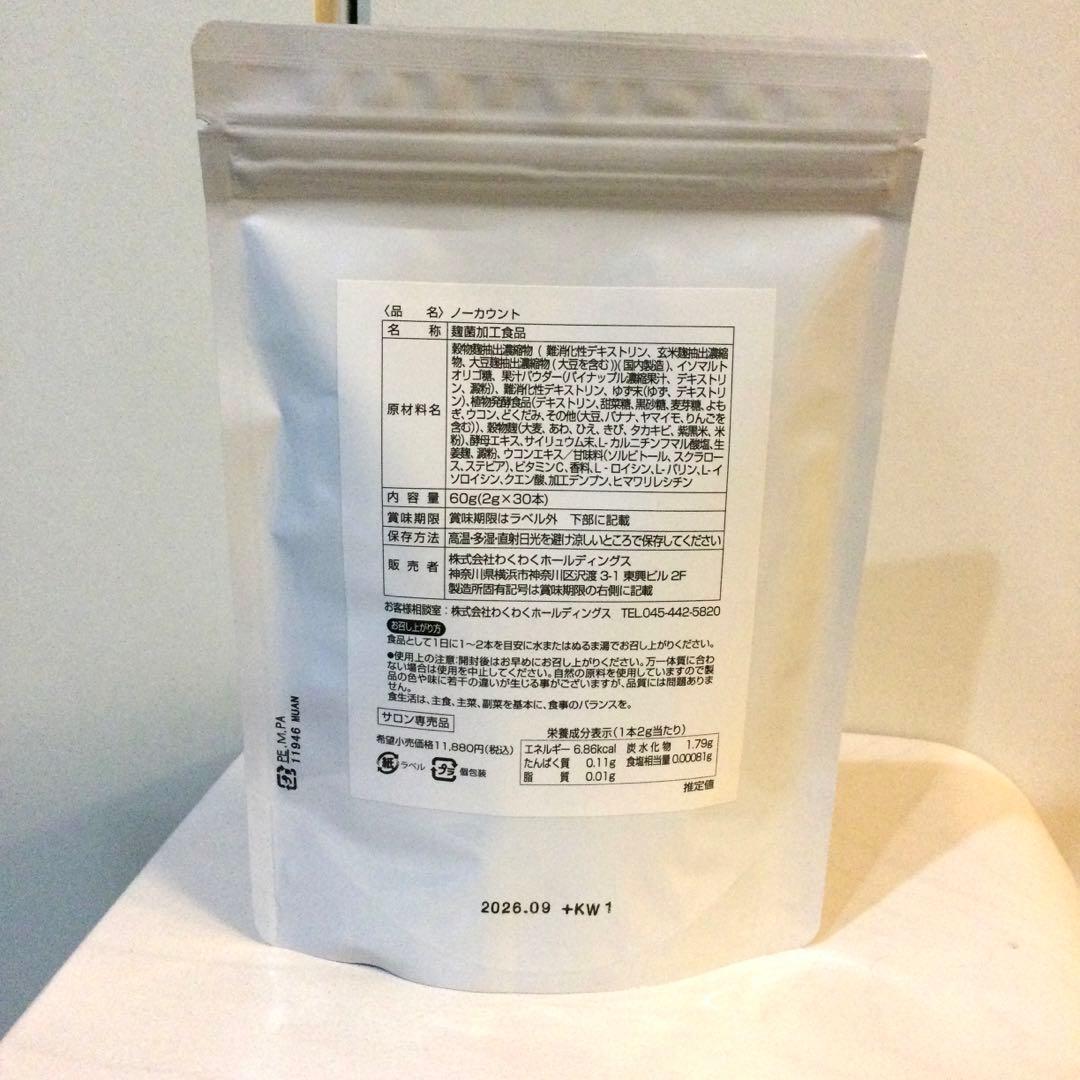 〈品　名〉ノーカウント
名　称 麹菌加工食品
原材料名 穀物麹抽出濃縮物(難消化性デキストリン、玄米麹抽出濃縮
物、大豆麹抽出濃縮物(大豆を含む))(国内製造)、イソマルト
オリゴ糖、果汁パウダー(パイナップル濃縮果汁、デキストリ
ン、澱粉)、難消化性デキストリン、ゆず末(ゆず、デキストリ
ン)、植物発酵食品(デキストリン、甜菜糖、黒砂糖、麦芽糖、よも
ぎ、ウコン、どくだみ、その他(大豆、バナナ、ヤマイモ、りんごを
含む))、穀物麹(大麦、あわ、ひえ、きび、タカキビ、紫黒米、米
粉)、酵母エキス、サイリュウム末、L-カルニチンフマル酸塩、生
姜麹、澱粉、ウコンエキス／甘味料(ソルビトール、スクラロー
ス、ステビア)、ビタミンC、香料、L-ロイシン、L-バリン、L-イ
ソロイシン、クエン酸、加工デンプン、ヒマワリレシチン
内容量 60g(2g×30本)
賞味期限 賞味期限はラベル外　下部に記載
保存方法 高温・多湿・直射日光を避け涼しいところで保存してください
販売者 株式会社わくわくホールディングス
神奈川県横浜市神奈川区沢渡 3-1 東興ビル 2F
製造所固有記号は賞味期限の右側に記載
お客様相談室：株式会社わくわくホールディングス　TEL.045-442-5820
お召し上がり方
食品として1日に1〜2本を目安に水またはぬるま湯でお召し上がりください。
●使用上の注意：開封後はお早めにお召し上がりください。万一体質に合わ
ない場合は使用を中止してください。自然の原料を使用していますので製
品の色や味に若干の違いが生じる事がございますが、品質には問題ありま
せん。
食生活は、主食、主菜、副菜を基本に、食事のバランスを。
サロン専売品
希望小売価格11,880円(税込)
紙 ラベル プラ 個包装
栄養成分表示(1本2g当たり)
エネルギー 6.86kcal 炭水化物 1.79g
たんぱく質 0.11g 食塩相当量 0.00081g
脂　質 0.01g
推定値
プラ PE,M,PA
11946 MUAN
2026.09 +KW1